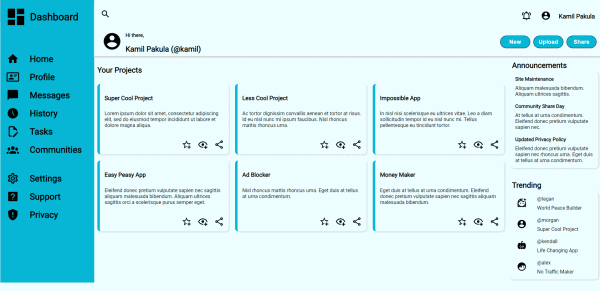 Dashboard
Home
Profile
Messages
History
Tasks
Communities
Settings
Support
Privacy
Kamil Pakula
Hi there,
Kamil Pakula (@kamil)
New
Upload
Share
Your Projects
Super Cool Project
Lorem ipsum dolor sit amet, consectetur adipiscing
elit, sed do eiusmod tempor incididunt ut labore et
dolore magna aliqua.
Less Cool Project
Ac tortor dignissim convallis aenean et tortor at risus.
Id eu nisl nunc mi ipsum faucibus. Nisl rhoncus
mattis rhoncus urna.
Impossible App
In nisl nisi scelerisque eu ultrices vitae. Leo a diam
sollicitudin tempor id eu nisl nunc mi. Tellus
pellentesque eu tincidunt tortor.
Easy Peasy App
Eleifend donec pretium vulputate sapien nec sagittis
aliquam malesuada bibendum. Aliquam ultrices
sagittis orci a scelerisque purus semper eget.
Ad Blocker
Nisl rhoncus mattis rhoncus urna. Eget duis at tellus
at urna condimentum.
Money Maker
Eget duis at tellus at urna condimentum. Eleifend
donec pretium vulputate sapien nec sagittis aliquam
malesuada bibendum.
Announcements
Site Maintenance
Aliquam malesuada bibendum.
Aliquam ultrices sagittis.
Community Share Day
At tellus at urna condimentum.
Eleifend donec pretium vulputate
sapien nec.
Updated Privacy Policy
Eleifend donec pretium vulputate
sapien nec rhoncus urna. Eget duis
at tellus at urna condimentum.
Trending
@tegan
World Peace Builder
@morgan
Super Cool Project
@kendall
Life Changing App
@alex
No Traffic Maker